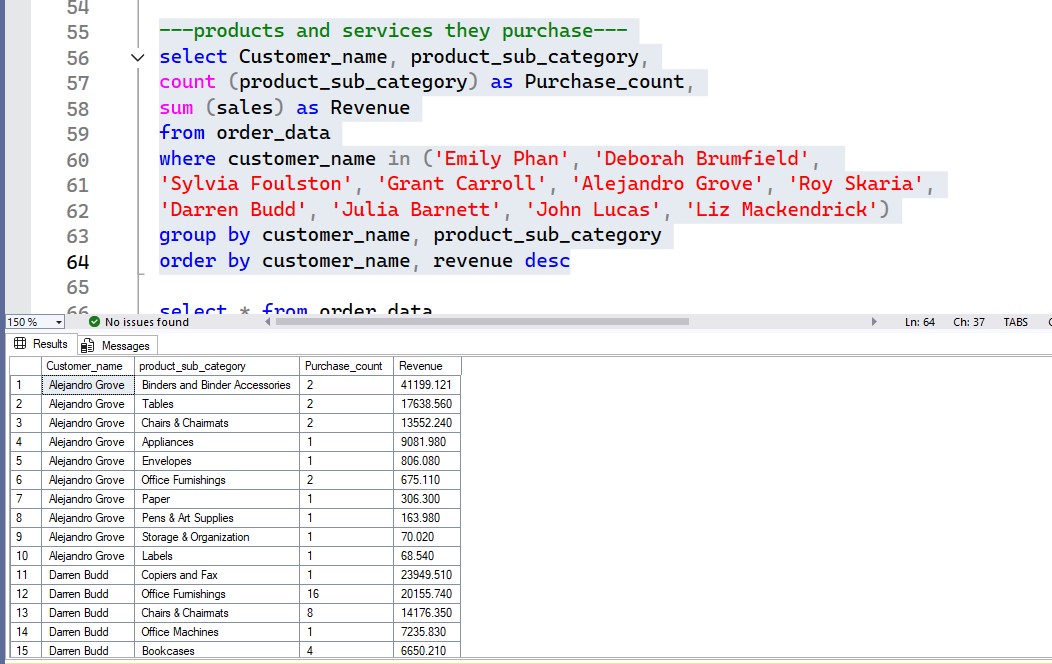 54
55 ---products and services they purchase---
56 select Customer_name, product_sub_category,
57 count (product_sub_category) as Purchase_count,
58 sum (sales) as Revenue
59 from order_data
60 where customer_name in ('Emily Phan', 'Deborah Brumfield',
61 'Sylvia Foulston', 'Grant Carroll', 'Alejandro Grove', 'Roy Skaria',
62 'Darren Budd', 'Julia Barnett', 'John Lucas', 'Liz Mackendrick')
63 group by customer_name, product_sub_category
64 order by customer_name, revenue desc
65
66 select * from order_data
150 % No issues found Ln: 64 Ch: 37 TABS
Results Messages
Customer_name product_sub_category Purchase_count Revenue
1 Alejandro Grove Binders and Binder Accessories 2 41199.121
2 Alejandro Grove Tables 2 17638.560
3 Alejandro Grove Chairs & Chairmats 2 13552.240
4 Alejandro Grove Appliances 1 9081.980
5 Alejandro Grove Envelopes 1 806.080
6 Alejandro Grove Office Furnishings 2 675.110
7 Alejandro Grove Paper 1 306.300
8 Alejandro Grove Pens & Art Supplies 1 163.980
9 Alejandro Grove Storage & Organization 1 70.020
10 Alejandro Grove Labels 1 68.540
11 Darren Budd Copiers and Fax 1 23949.510
12 Darren Budd Office Furnishings 16 20155.740
13 Darren Budd Chairs & Chairmats 8 14176.350
14 Darren Budd Office Machines 1 7235.830
15 Darren Budd Bookcases 4 6650.210